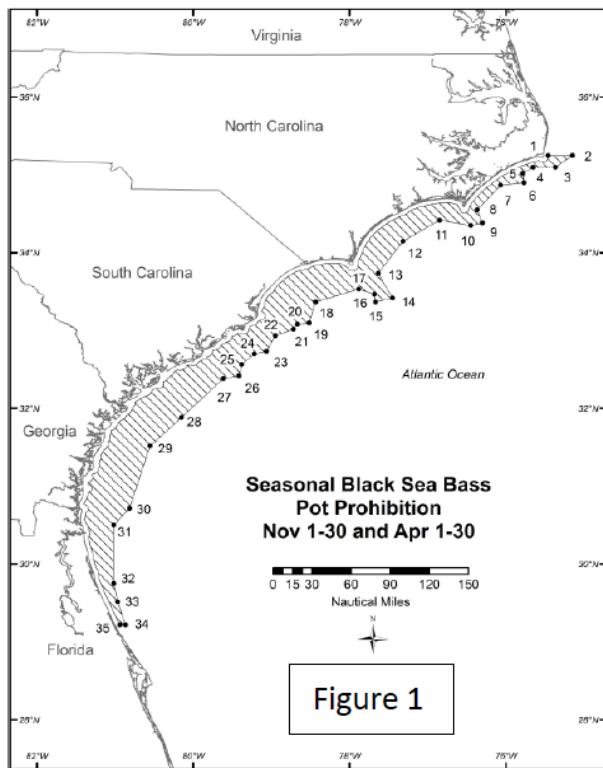 82°W 80°W 78°W 76°W
Virginia
36°N 36°N
North Carolina
1 2
5 4 3
7 6
8
11 10 9
34°N 34°N
12
13
South Carolina
17
16 14
18 15
20
22 21 19
24
25 23
Atlantic Ocean
26
27
32°N 32°N
28
Georgia
29
Seasonal Black Sea Bass
Pot Prohibition
Nov 1-30 and Apr 1-30
30
31
30°N 30°N
0 15 30 60 90 120 150
Nautical Miles
32
33
N
35 34
Florida
Figure 1
28°N 28°N
82°W 80°W 78°W 76°W